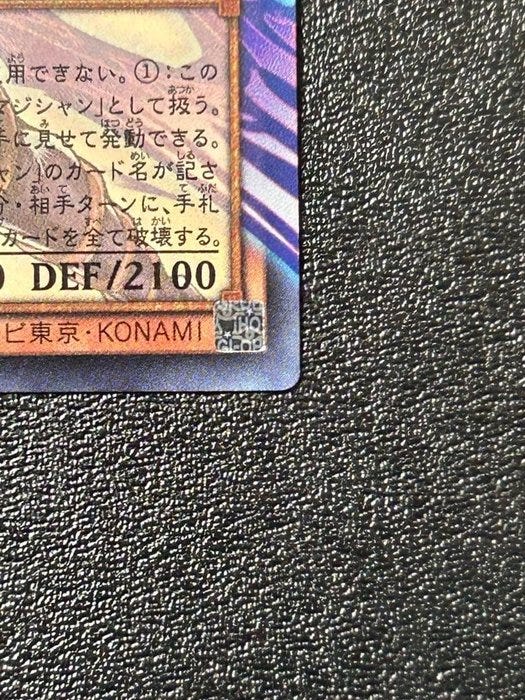 用できない。①：この
マジシャン」として扱う。
手に見せて発動できる。
ャン」のカード名が記さ
・相手ターンに、手札
カードを全て破壊する。
0 DEF/2100
ピ東京・KONAMI